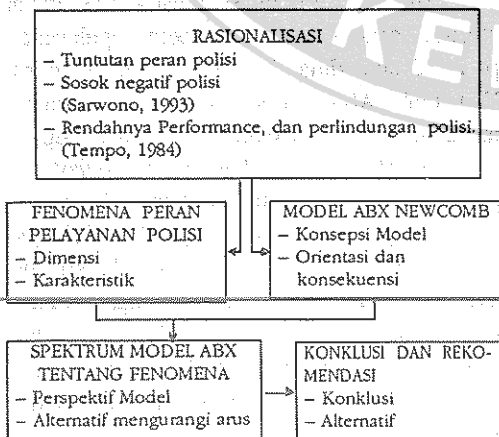 RASIONALISASI
– Tuntutan peran polisi
– Sosok negatif polisi
(Sarwono, 1993)
– Rendahnya Performance, dan perlindungan polisi.
(Tempo, 1984)
FENOMENA PERAN
PELAYANAN POLISI
– Dimensi
– Karakteristik
MODEL ABX NEWCOMB
– Konsepsi Model
– Orientasi dan
konsekuensi
SPEKTRUM MODEL ABX
TENTANG FENOMENA
– Perspektif Model
– Alternatif mengurangi arus
KONKLUSI DAN REKO-
MENDASI
– Konklusi
– Alternatif